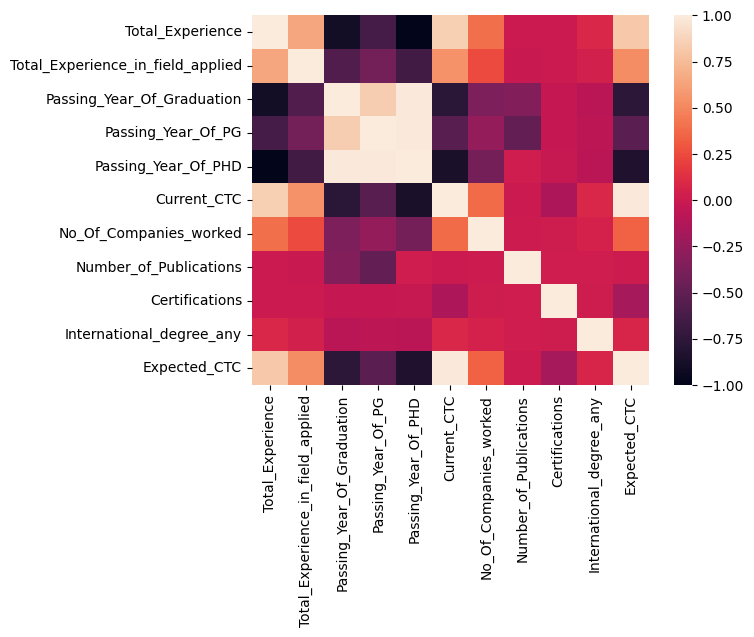 Total_Experience
Total_Experience_in_field_applied
Passing_Year_Of_Graduation
Passing_Year_Of_PG
Passing_Year_Of_PHD
Current_CTC
No_Of_Companies_worked
Number_of_Publications
Certifications
International_degree_any
Expected_CTC
Total_Experience
Total_Experience_in_field_applied
Passing_Year_Of_Graduation
Passing_Year_Of_PG
Passing_Year_Of_PHD
Current_CTC
No_Of_Companies_worked
Number_of_Publications
Certifications
International_degree_any
Expected_CTC
1.00
0.75
0.50
0.25
0.00
−0.25
−0.50
−0.75
−1.00